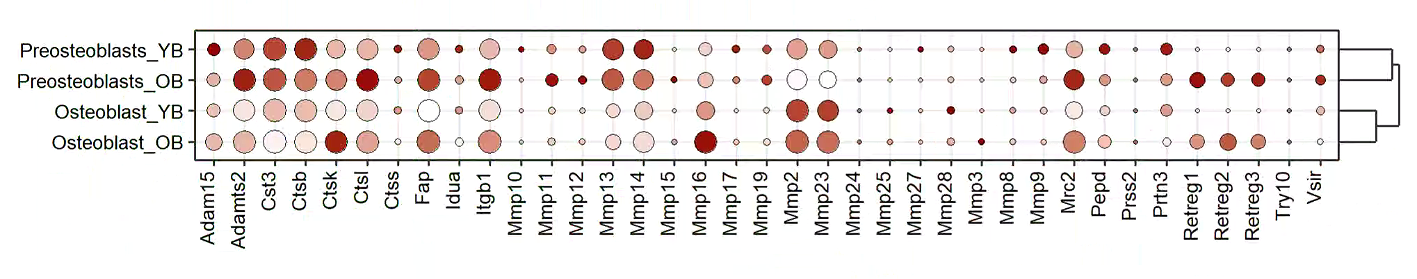 Preosteoblasts_YB
Preosteoblasts_OB
Osteoblast_YB
Osteoblast_OB
Adam15 Adamts2 Cst3 Ctsb Ctsk Ctsl Ctss Fap Idua Itgb1 Mmp10 Mmp11 Mmp12 Mmp13 Mmp14 Mmp15 Mmp16 Mmp17 Mmp19 Mmp2 Mmp23 Mmp24 Mmp25 Mmp27 Mmp28 Mmp3 Mmp8 Mmp9 Mrc2 Pepd Prss2 Prtn3 Retreg1 Retreg2 Retreg3 Try10 Vsir